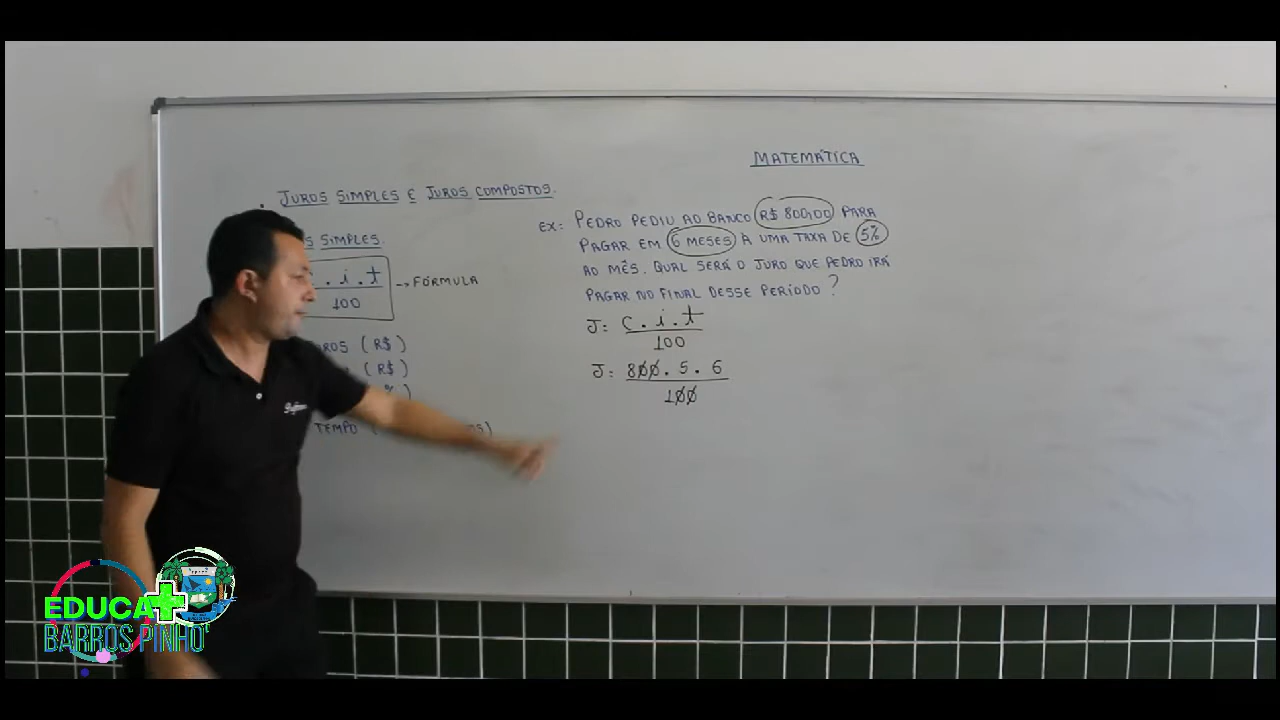 MATEMÁTICA
. JUROS SIMPLES E JUROS COMPOSTOS.
SIMPLES.
. i . t
100
→ FÓRMULA
(R$)
(R$)
%)
TEMPO (
EX: PEDRO PEDIU AO BANCO R$ 800,00 PARA
PAGAR EM 6 MESES À UMA TAXA DE 5%
AO MÊS. QUAL SERÁ O JURO QUE PEDRO IRÁ
PAGAR NO FINAL DESSE PERÍODO?
J: C . i . t
100
J: 800 . 5 . 6
100
EDUCA+
BARROS PINHO